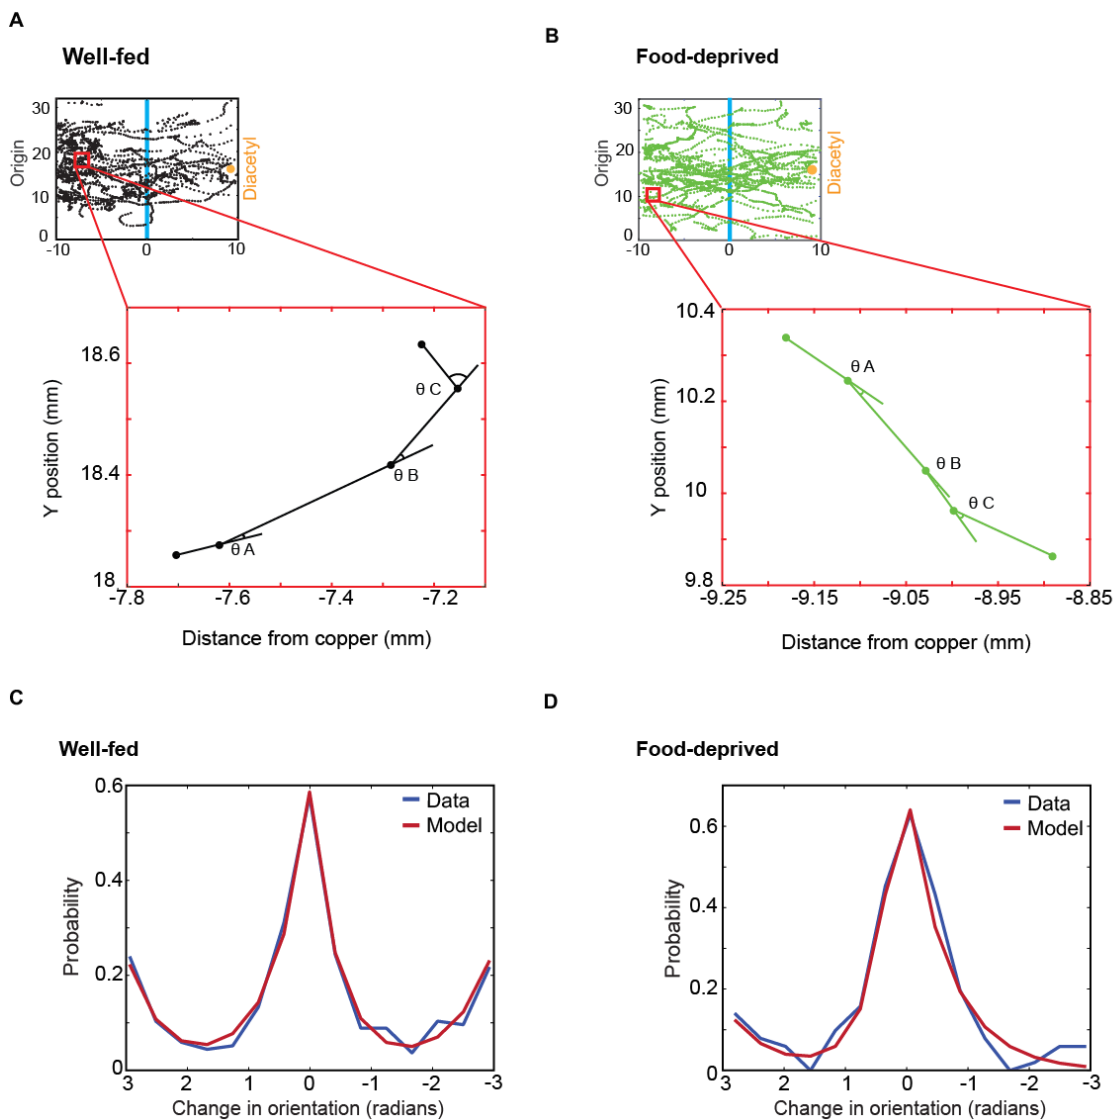 A
Well-fed
30
20
10
0
Origin
-10
0
10
Diacetyl
18.6
18.4
18
Y position (mm)
θ A
θ B
θ C
-7.8
-7.6
-7.4
-7.2
Distance from copper (mm)
B
Food-deprived
30
20
10
0
Origin
-10
0
10
Diacetyl
10.4
10.2
10
9.8
Y position (mm)
θ A
θ B
θ C
-9.25
-9.15
-9.05
-8.95
-8.85
Distance from copper (mm)
C
Well-fed
0.6
0.4
0.2
0
Probability
Data
Model
3
2
1
0
-1
-2
-3
Change in orientation (radians)
D
Food-deprived
0.6
0.4
0.2
0
Probability
Data
Model
3
2
1
0
-1
-2
-3
Change in orientation (radians)